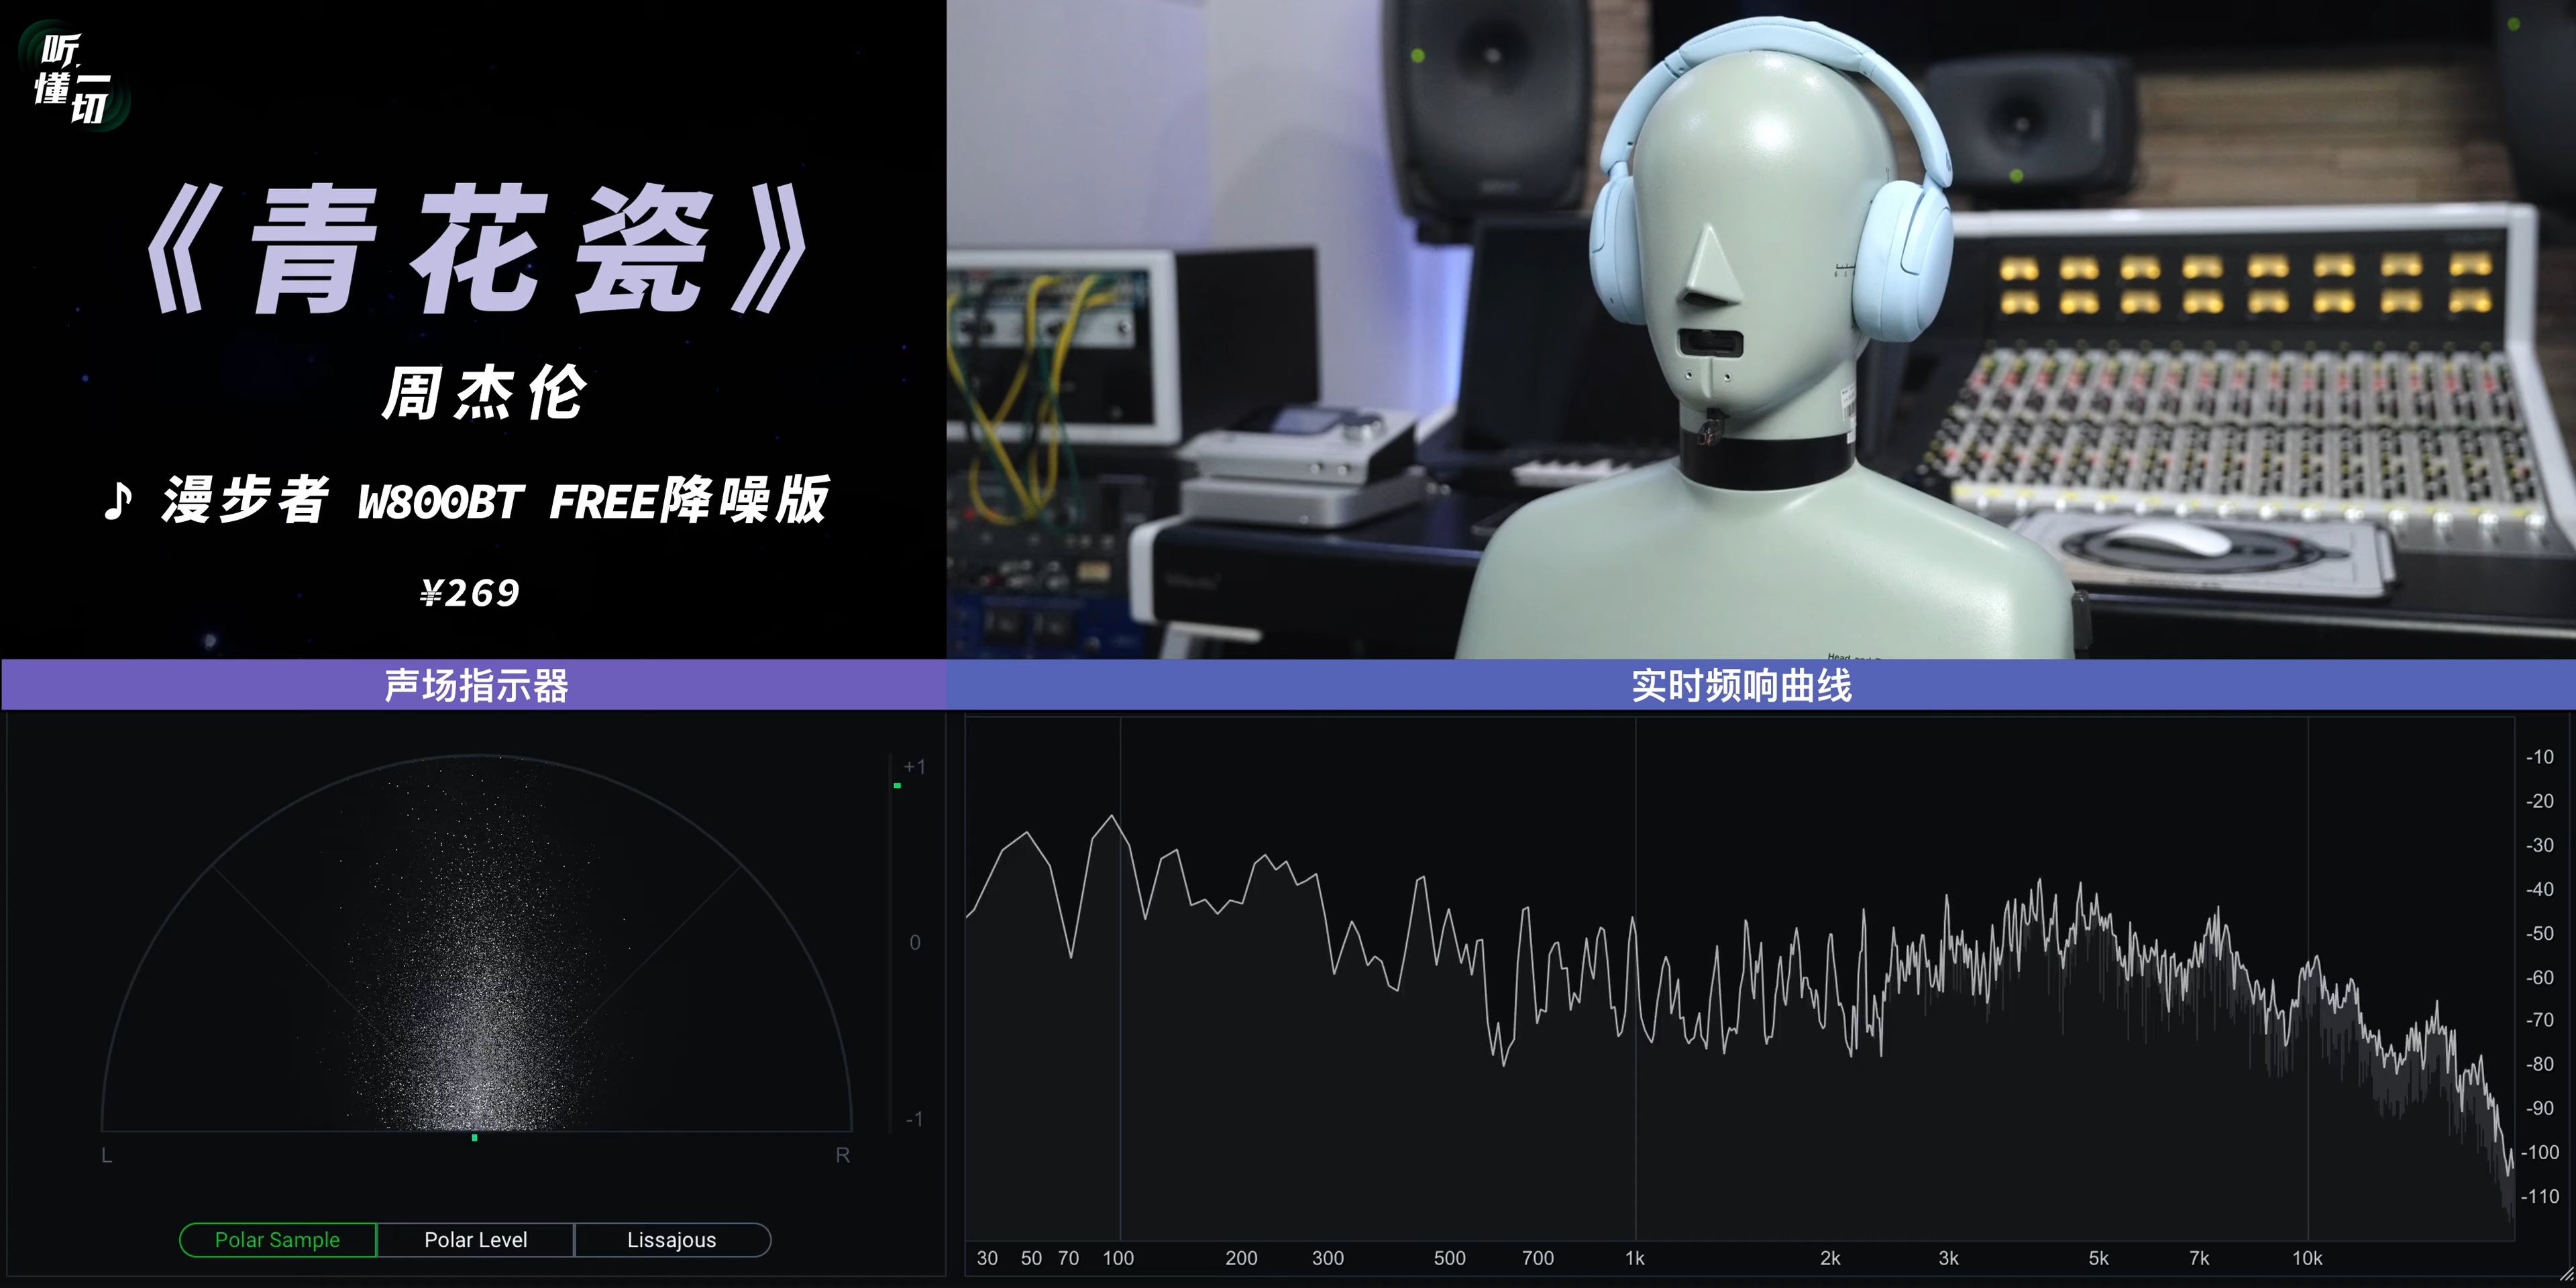 听
懂一
切
《青花瓷》
周杰伦
♪ 漫步者 W800BT FREE降噪版
¥269
声场指示器
实时频响曲线
+1
0
-1
L
R
Polar Sample
Polar Level
Lissajous
-10
-20
-30
-40
-50
-60
-70
-80
-90
-100
-110
30 50 70 100 200 300 500 700 1k 2k 3k 5k 7k 10k